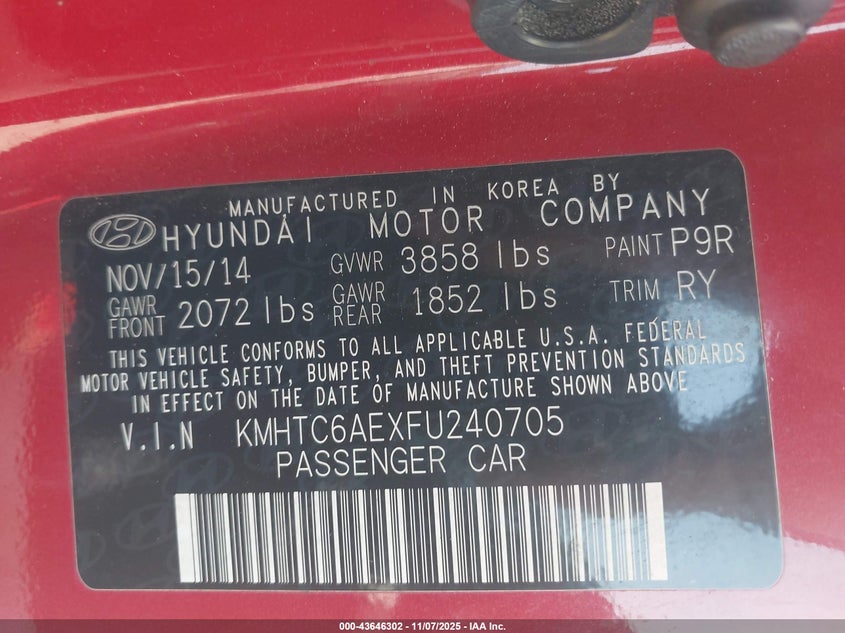 MANUFACTURED IN KOREA BY
HYUNDAI MOTOR COMPANY
NOV/15/14 GVWR 3858 lbs PAINT P9R
GAWR FRONT 2072 lbs GAWR REAR 1852 lbs TRIM RY
THIS VEHICLE CONFORMS TO ALL APPLICABLE U.S.A. FEDERAL
MOTOR VEHICLE SAFETY, BUMPER, AND THEFT PREVENTION STANDARDS
IN EFFECT ON THE DATE OF MANUFACTURE SHOWN ABOVE
V.I.N KMHTC6AEXFU240705
PASSENGER CAR
000-43646302 - 11/07/2025 - IAA Inc.